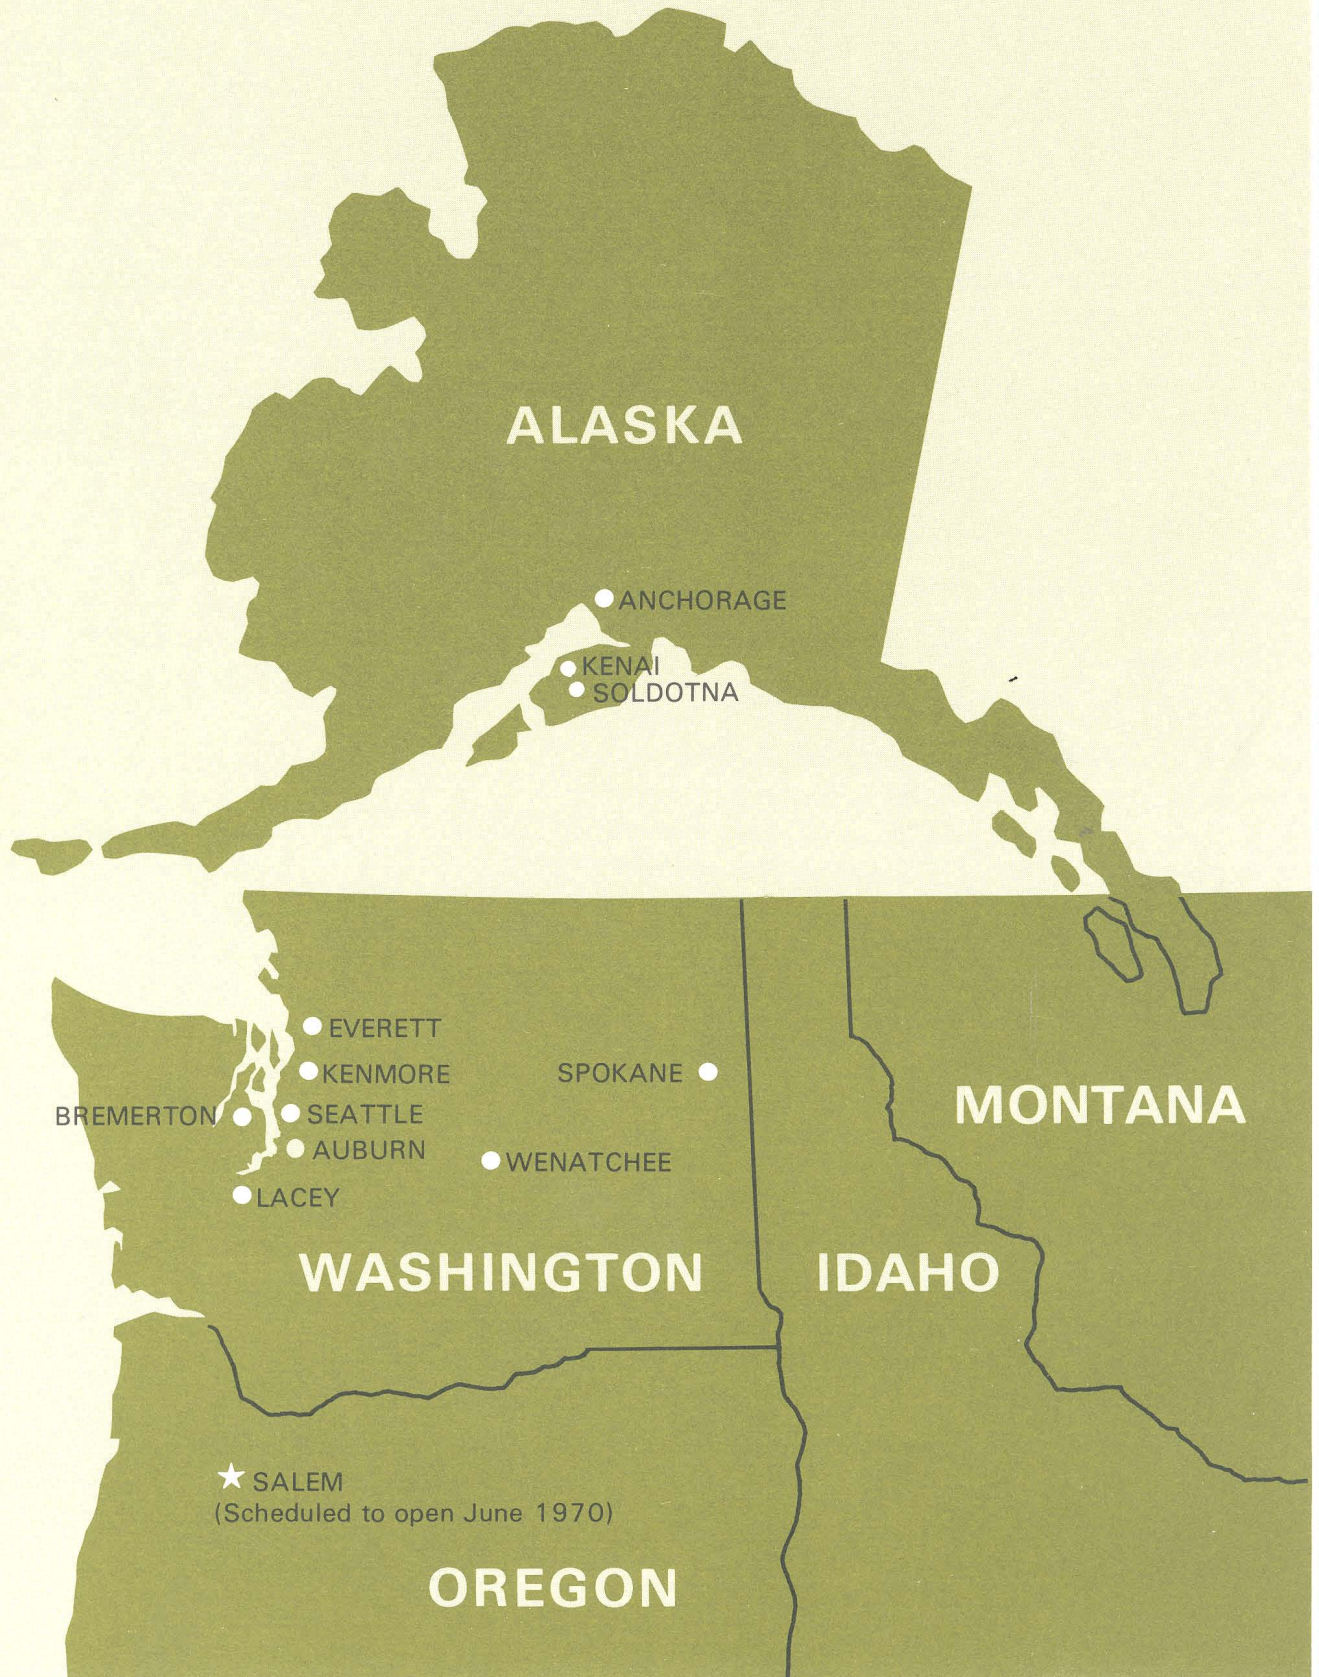 ALASKA
ANCHORAGE
KENAI
SOLDOTNA
EVERETT
KENMORE
SPOKANE
BREMERTON
SEATTLE
MONTANA
AUBURN
WENATCHEE
LACEY
WASHINGTON
IDAHO
SALEM
(Scheduled to open June 1970)
OREGON